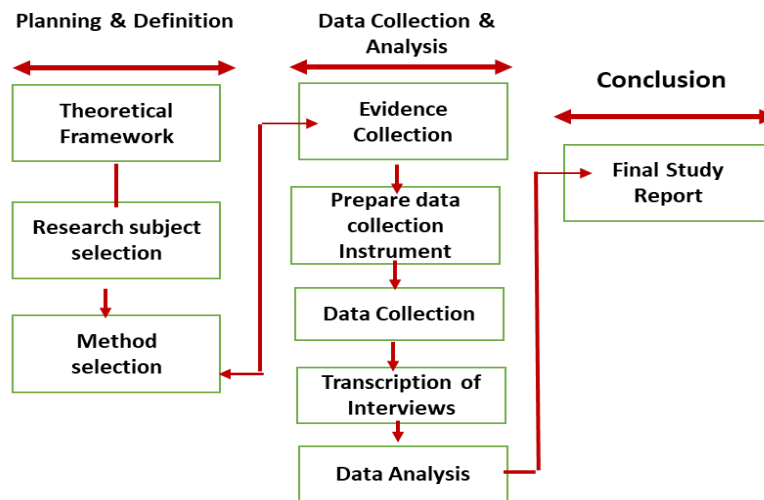 Planning & Definition
Theoretical
Framework
Research subject
selection
Method
selection
Data Collection &
Analysis
Evidence
Collection
Prepare data
collection
Instrument
Data Collection
Transcription of
Interviews
Data Analysis
Conclusion
Final Study
Report